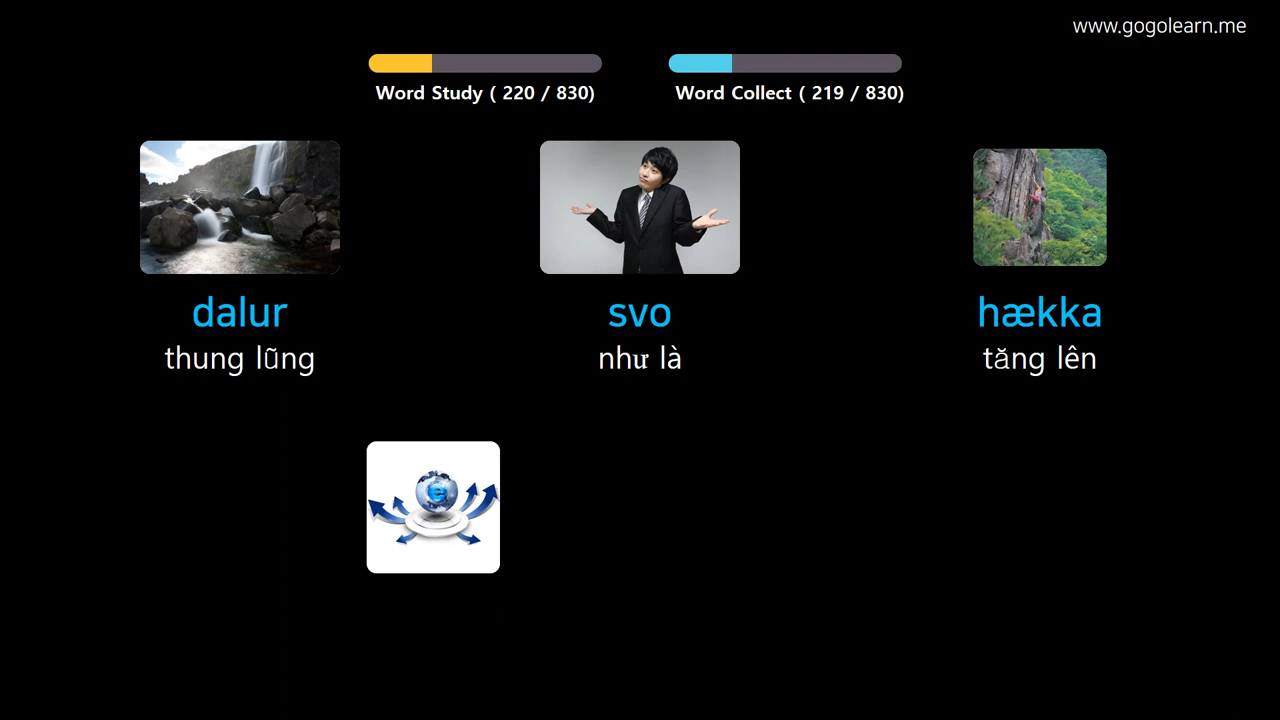 www.gogolearn.me
Word Study ( 220 / 830)
Word Collect ( 219 / 830)
dalur
svo
hækka
thung lũng
như là
tăng lên